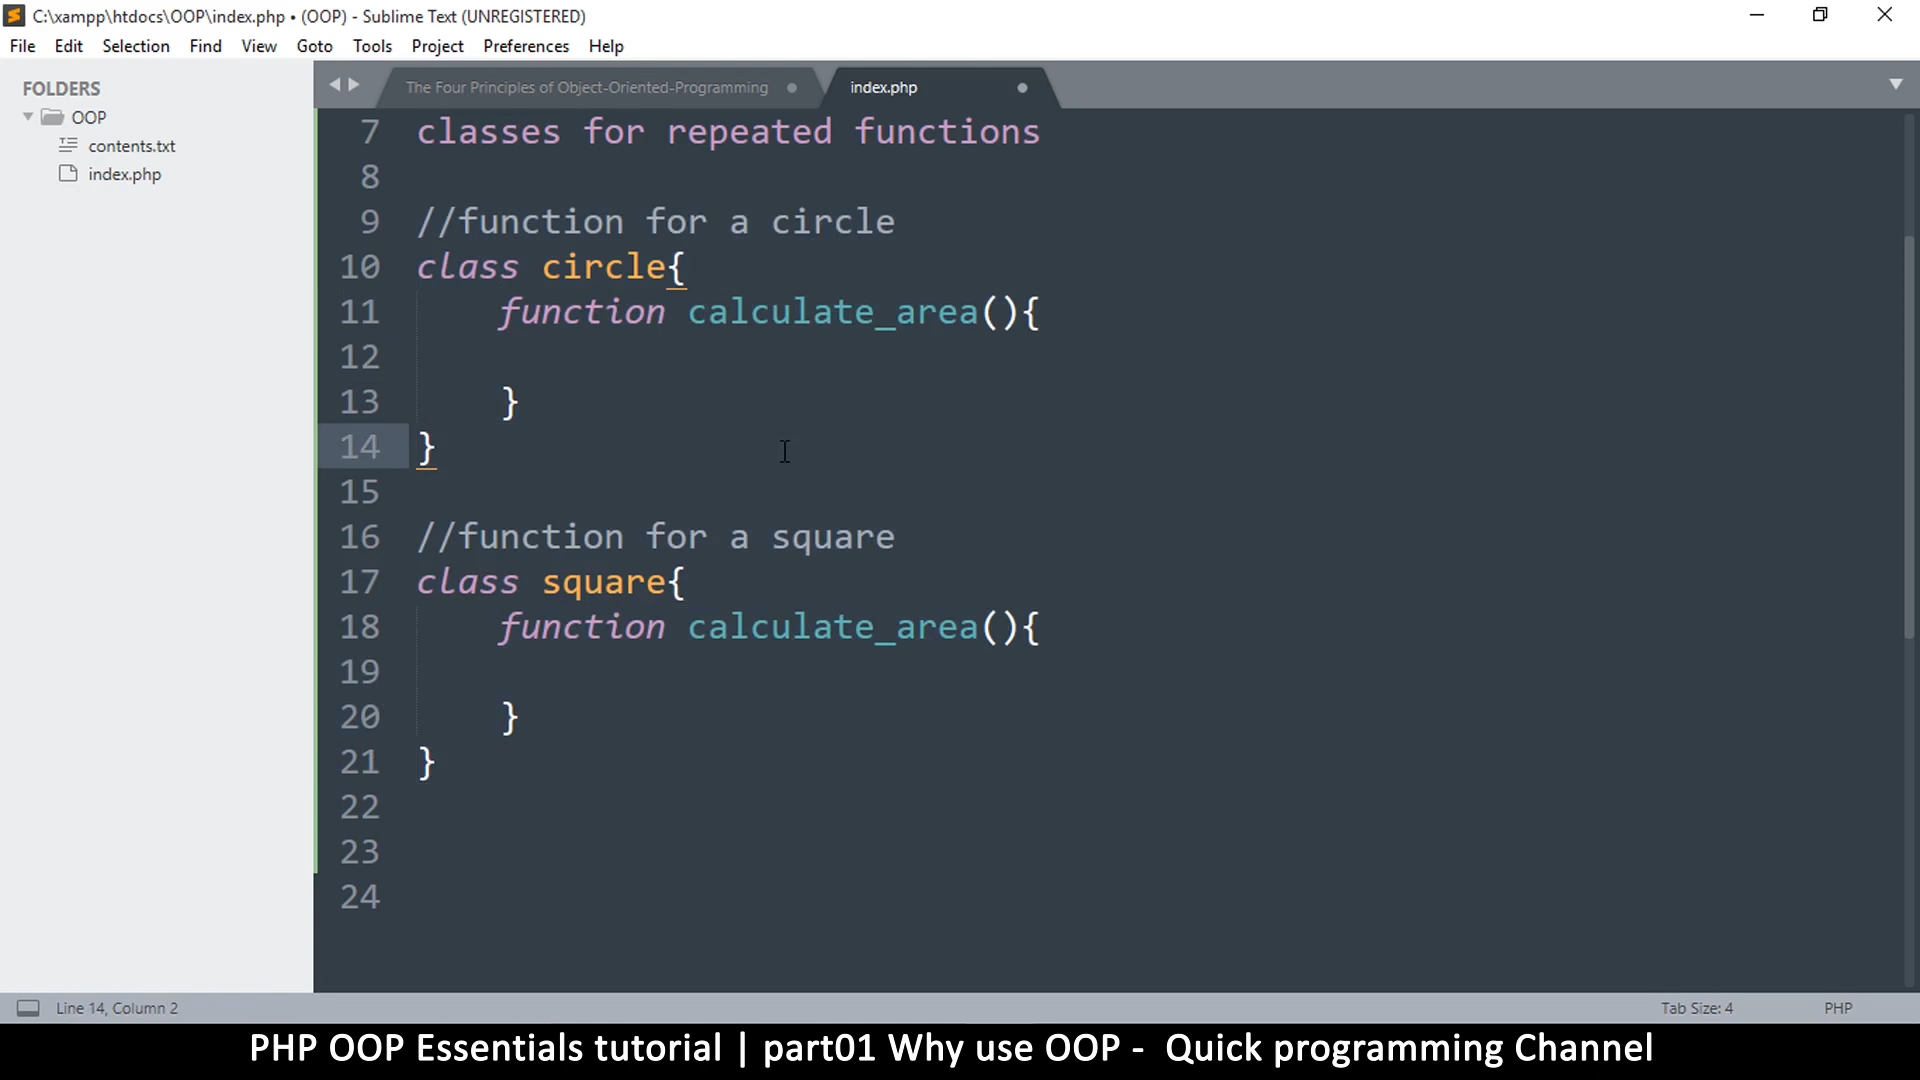 C:\xampp\htdocs\OOP\index.php • (OOP) - Sublime Text (UNREGISTERED)
File Edit Selection Find View Goto Tools Project Preferences Help
FOLDERS
OOP
contents.txt
index.php
The Four Principles of Object-Oriented-Programming
index.php
7 classes for repeated functions
8
9 //function for a circle
10 class circle{
11 function calculate_area(){
12
13 }
14 }
15
16 //function for a square
17 class square{
18 function calculate_area(){
19
20 }
21 }
22
23
24
Line 14, Column 2 Tab Size: 4 PHP
PHP OOP Essentials tutorial | part01 Why use OOP - Quick programming Channel